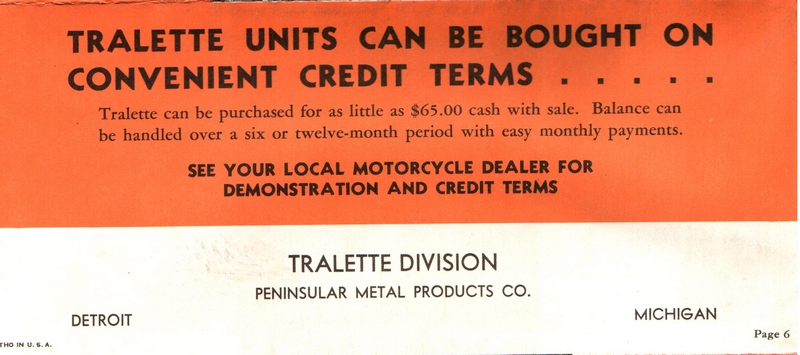 TRALETTE UNITS CAN BE BOUGHT ON
CONVENIENT CREDIT TERMS . . . . .
Tralette can be purchased for as little as $65.00 cash with sale. Balance can
be handled over a six or twelve-month period with easy monthly payments.
SEE YOUR LOCAL MOTORCYCLE DEALER FOR
DEMONSTRATION AND CREDIT TERMS
TRALETTE DIVISION
PENINSULAR METAL PRODUCTS CO.
DETROIT MICHIGAN
Page 6
THO IN U. S. A.